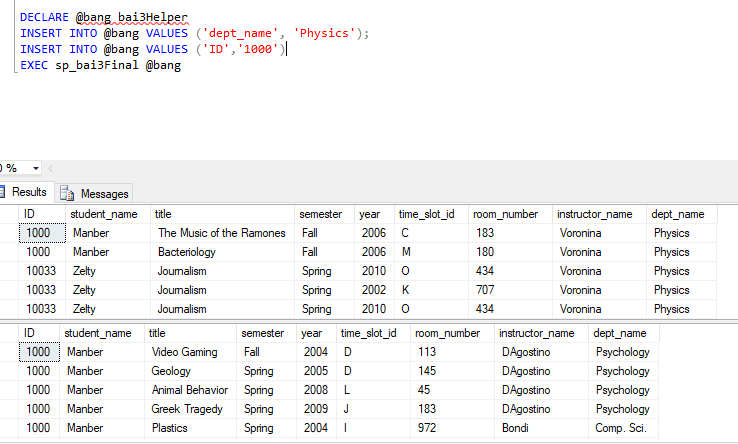 DECLARE @bang bai3Helper
INSERT INTO @bang VALUES ('dept_name', 'Physics');
INSERT INTO @bang VALUES ('ID','1000')
EXEC sp_bai3Final @bang
%
Results Messages
ID student_name title semester year time_slot_id room_number instructor_name dept_name
1000 Manber The Music of the Ramones Fall 2006 C 183 Voronina Physics
1000 Manber Bacteriology Fall 2006 M 180 Voronina Physics
10033 Zelty Journalism Spring 2010 O 434 Voronina Physics
10033 Zelty Journalism Spring 2002 K 707 Voronina Physics
10033 Zelty Journalism Spring 2010 O 434 Voronina Physics
ID student_name title semester year time_slot_id room_number instructor_name dept_name
1000 Manber Video Gaming Fall 2004 D 113 DAgostino Psychology
1000 Manber Geology Spring 2005 D 145 DAgostino Psychology
1000 Manber Animal Behavior Spring 2008 L 45 DAgostino Psychology
1000 Manber Greek Tragedy Spring 2009 J 183 DAgostino Psychology
1000 Manber Plastics Spring 2004 I 972 Bondi Comp. Sci.